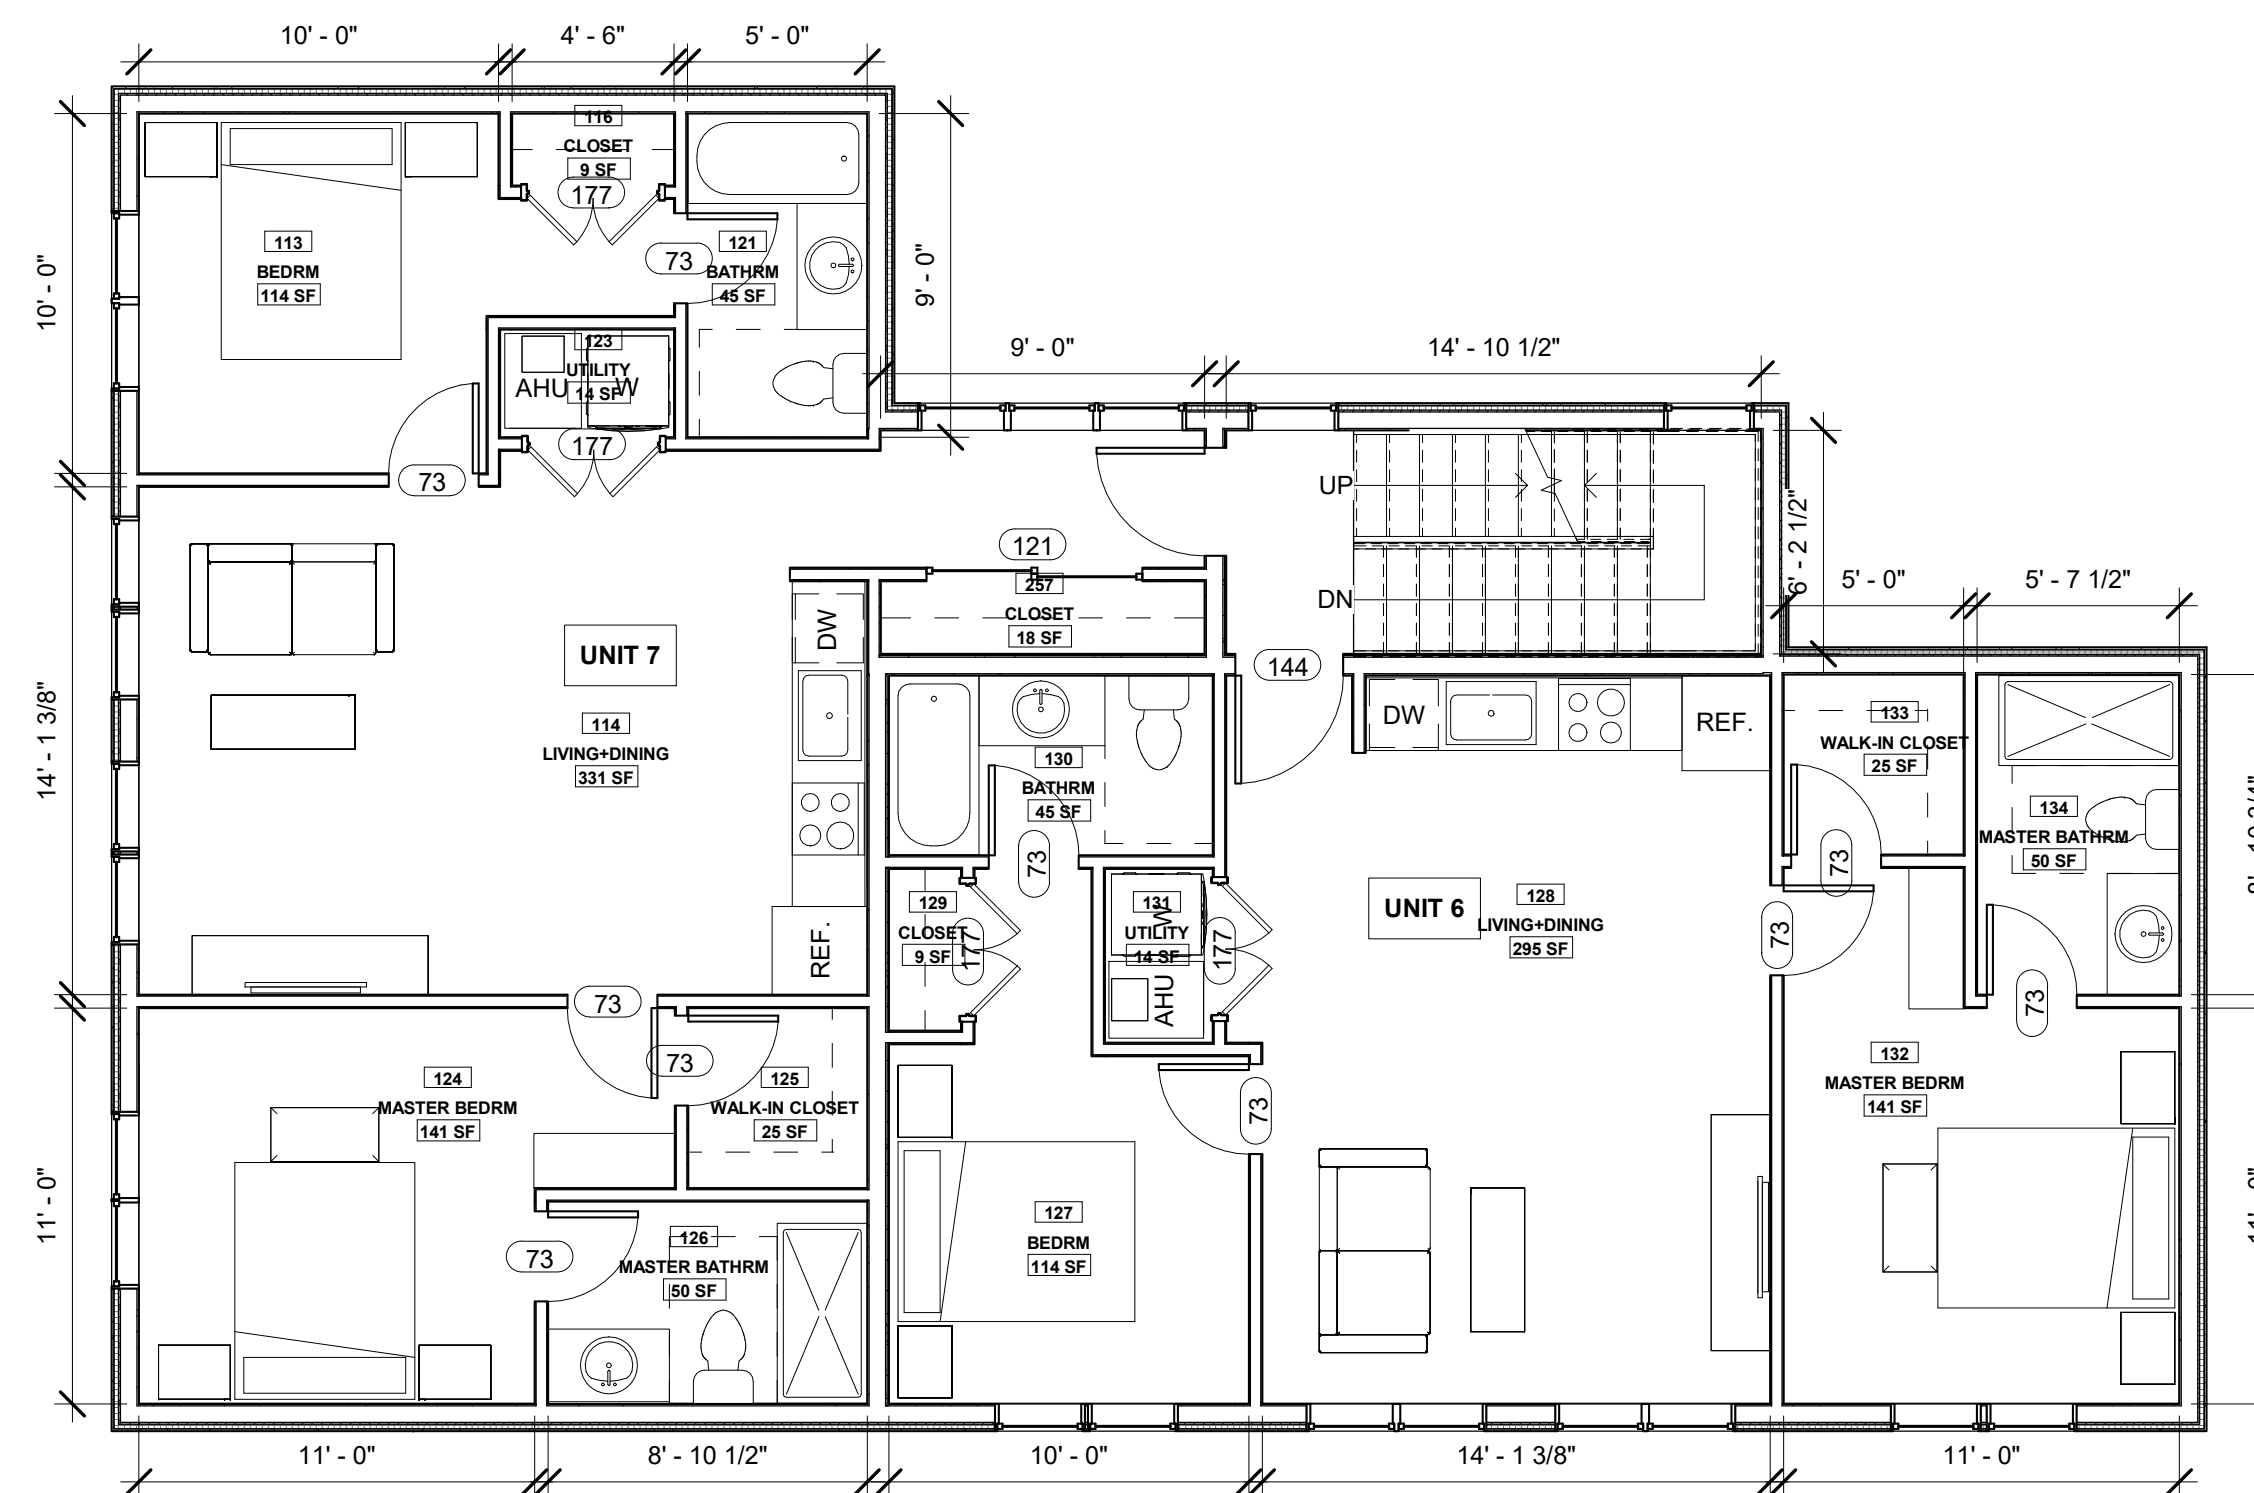 10' - 0"
4' - 6"
5' - 0"
116
CLOSET
9 SF
177
113
BEDRM
114 SF
73
121
BATHRM
45 SF
10' - 0"
9' - 0"
123
UTILITY
14 SF
AHU
W
177
73
9' - 0"
14' - 10 1/2"
UP
DN
6' - 2 1/2"
121
257
CLOSET
18 SF
5' - 0"
5' - 7 1/2"
UNIT 7
DW
144
114
LIVING+DINING
331 SF
14' - 1 3/8"
REF.
130
BATHRM
45 SF
73
DW
REF.
133
WALK-IN CLOSET
25 SF
73
134
MASTER BATHRM
50 SF
73
129
CLOSET
9 SF
177
131
W
UTILITY
14 SF
AHU
177
UNIT 6
128
LIVING+DINING
295 SF
73
73
73
124
MASTER BEDRM
141 SF
125
WALK-IN CLOSET
25 SF
73
132
MASTER BEDRM
141 SF
11' - 0"
73
126
MASTER BATHRM
50 SF
127
BEDRM
114 SF
11' - 0"
8' - 10 1/2"
10' - 0"
14' - 1 3/8"
11' - 0"